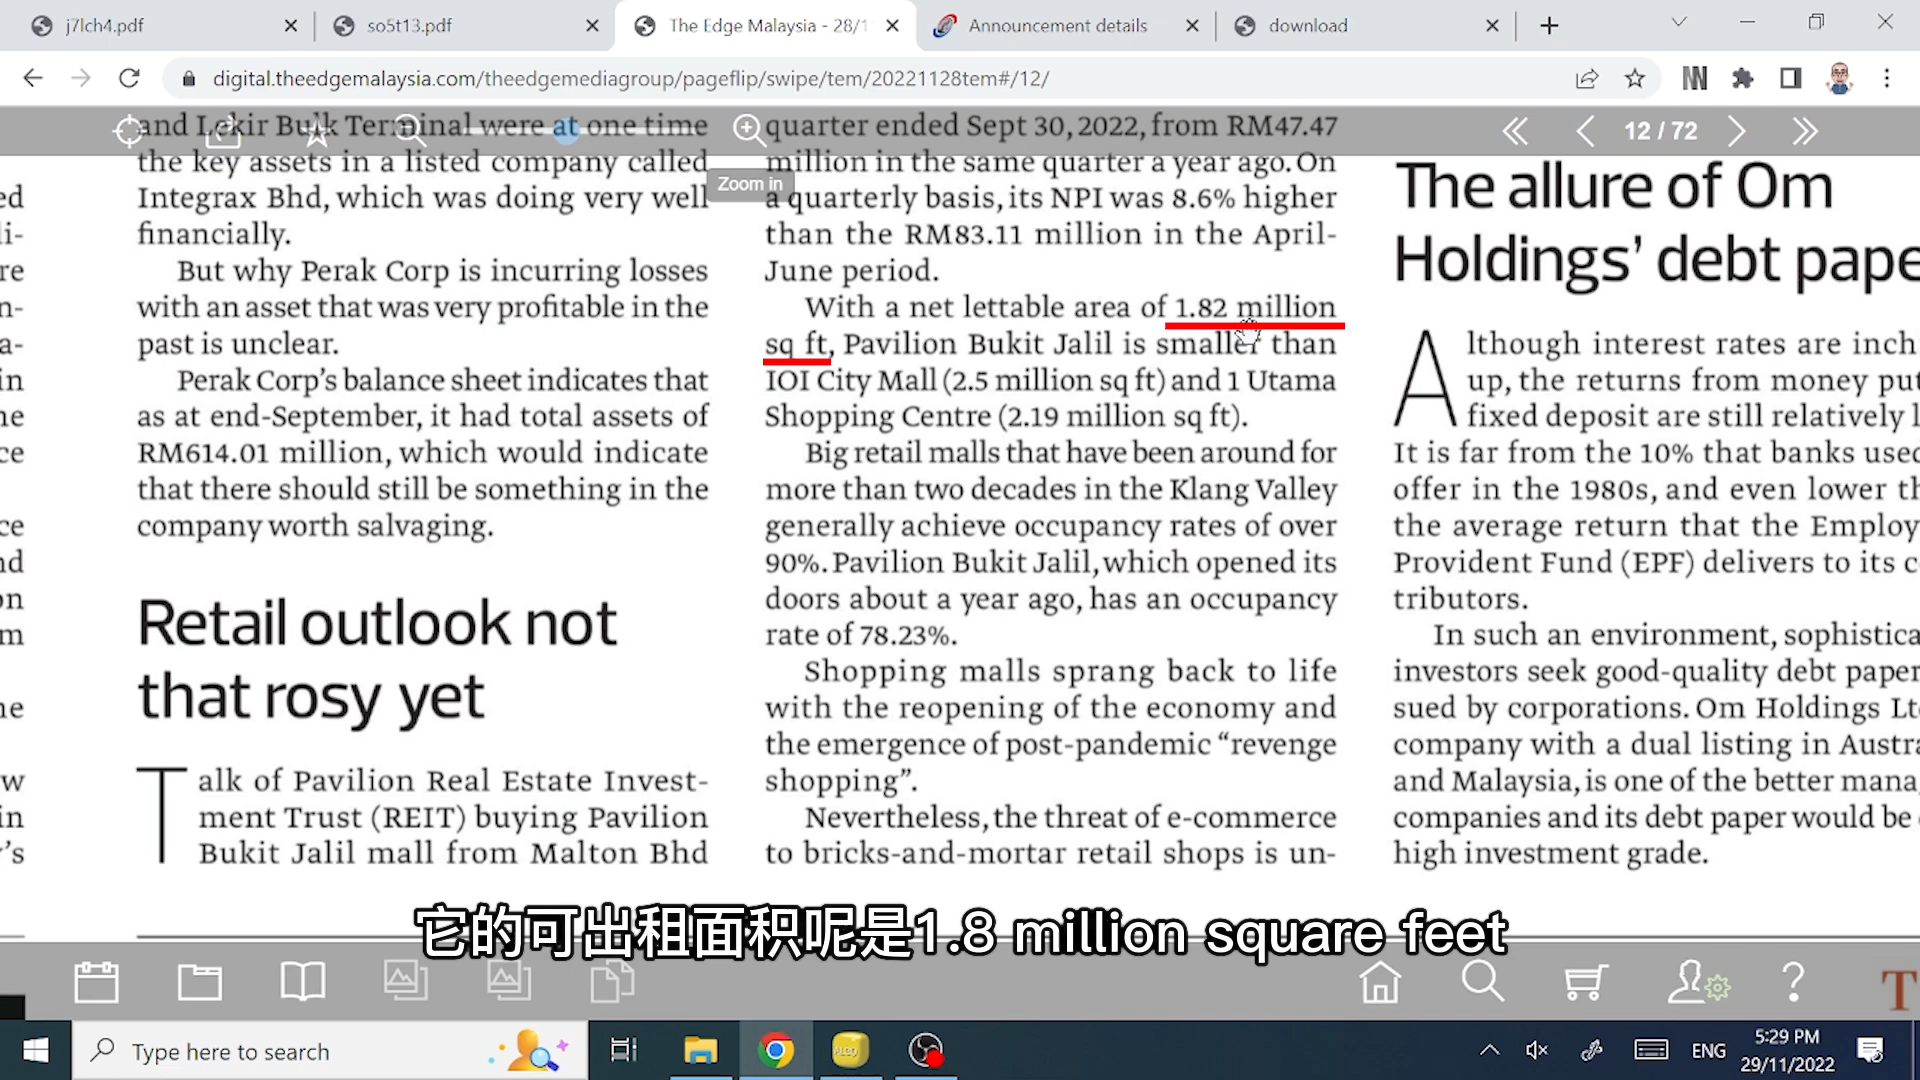 j7lch4.pdf
so5t13.pdf
The Edge Malaysia - 28/1
Announcement details
download
digital.theedgemalaysia.com/theedgemediagroup/pageflip/swipe/tem/20221128tem#/12/
12 / 72
Zoom in
ed
li-
re
n-
a-
in
he
ce
ce
nd
on
m
ne
w
in
r's
and Lekir Bulk Terminal were at one time
the key assets in a listed company called
Integrax Bhd, which was doing very well
financially.
But why Perak Corp is incurring losses
with an asset that was very profitable in the
past is unclear.
Perak Corp's balance sheet indicates that
as at end-September, it had total assets of
RM614.01 million, which would indicate
that there should still be something in the
company worth salvaging.
Retail outlook not
that rosy yet
Talk of Pavilion Real Estate Invest-
ment Trust (REIT) buying Pavilion
Bukit Jalil mall from Malton Bhd
quarter ended Sept 30, 2022, from RM47.47
million in the same quarter a year ago. On
a quarterly basis, its NPI was 8.6% higher
than the RM83.11 million in the April-
June period.
With a net lettable area of 1.82 million
sq ft, Pavilion Bukit Jalil is smaller than
IOI City Mall (2.5 million sq ft) and 1 Utama
Shopping Centre (2.19 million sq ft).
Big retail malls that have been around for
more than two decades in the Klang Valley
generally achieve occupancy rates of over
90%. Pavilion Bukit Jalil, which opened its
doors about a year ago, has an occupancy
rate of 78.23%.
Shopping malls sprang back to life
with the reopening of the economy and
the emergence of post-pandemic “revenge
shopping”.
Nevertheless, the threat of e-commerce
to bricks-and-mortar retail shops is un-
The allure of Om
Holdings' debt pape
Although interest rates are inch
up, the returns from money put
fixed deposit are still relatively l
It is far from the 10% that banks used
offer in the 1980s, and even lower th
the average return that the Employ
Provident Fund (EPF) delivers to its c
tributors.
In such an environment, sophistica
investors seek good-quality debt paper
sued by corporations. Om Holdings Lt
company with a dual listing in Austra
and Malaysia, is one of the better mana
companies and its debt paper would be
high investment grade.
它的可出租面积呢是1.8 million square feet
T
Type here to search
ENG
5:29 PM
29/11/2022